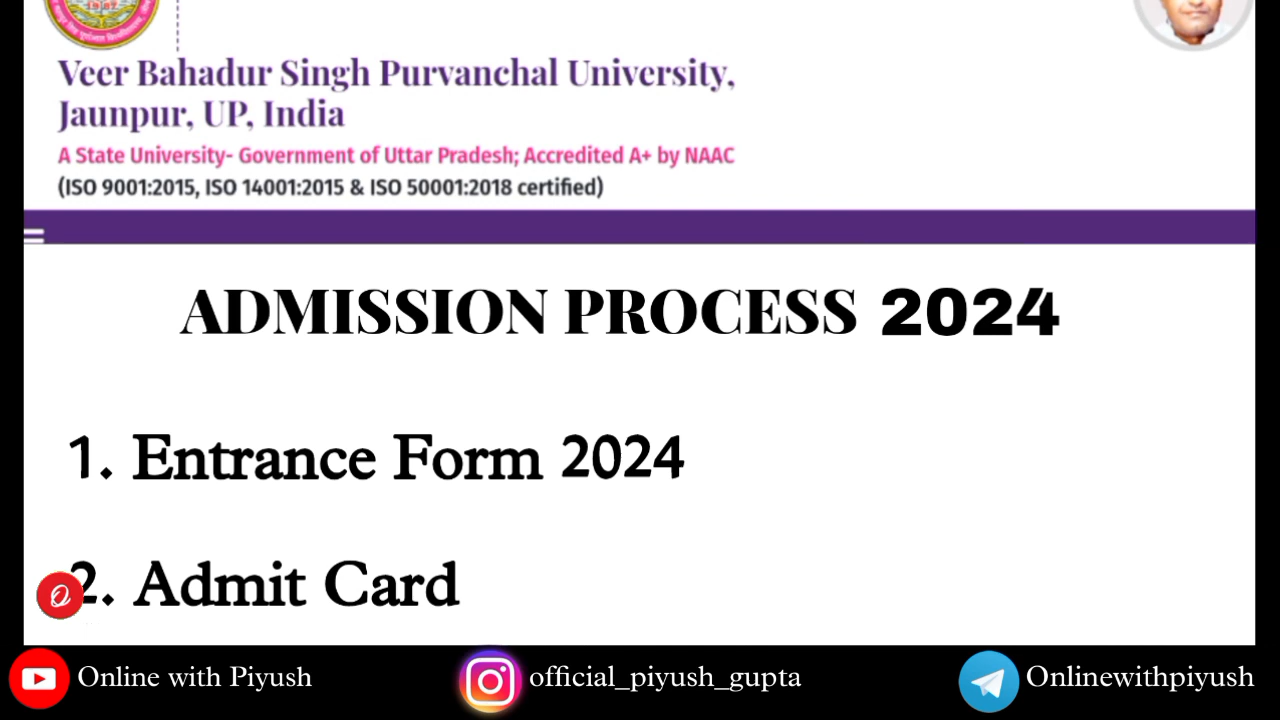 1987
Veer Bahadur Singh Purvanchal University,
Jaunpur, UP, India
A State University- Government of Uttar Pradesh; Accredited A+ by NAAC
(ISO 9001:2015, ISO 14001:2015 & ISO 50001:2018 certified)
ADMISSION PROCESS 2024
1. Entrance Form 2024
2. Admit Card
Online with Piyush
official_piyush_gupta
Onlinewithpiyush